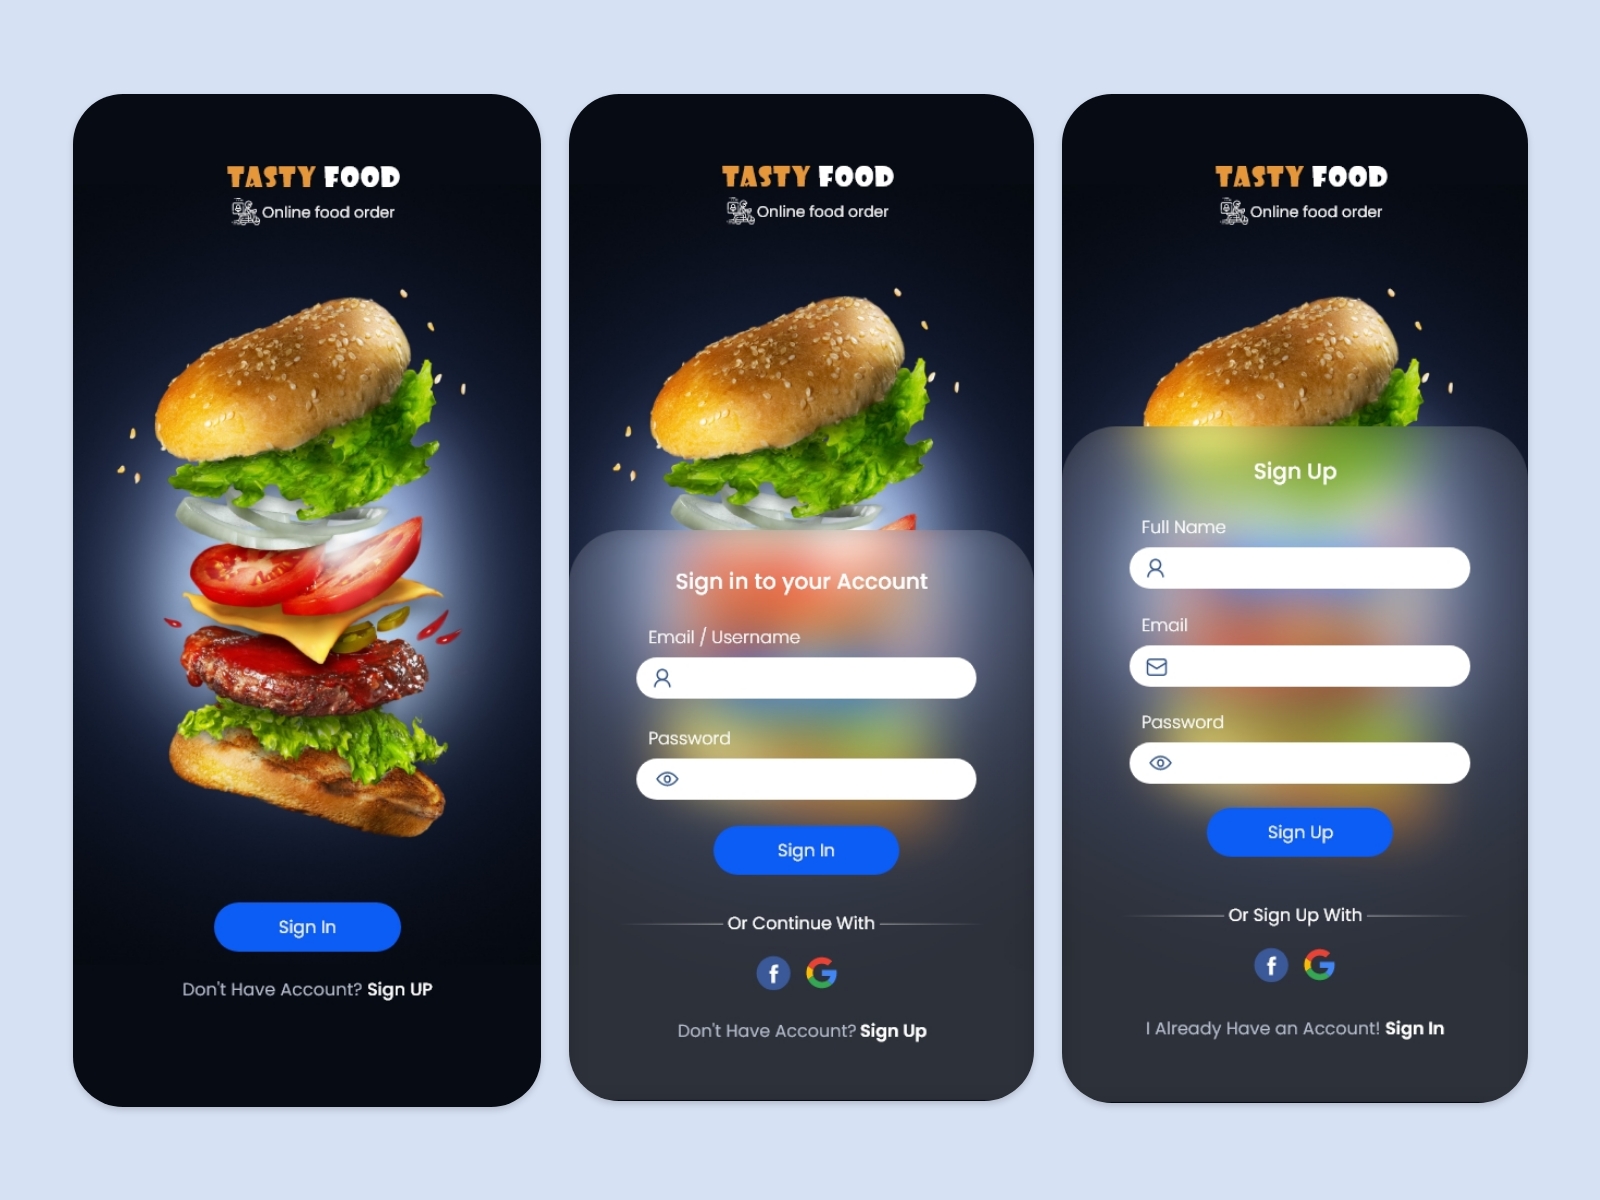 TASTY FOOD
Online food order
Sign In
Don't Have Account? Sign UP
TASTY FOOD
Online food order
Sign in to your Account
Email / Username
Password
Sign In
Or Continue With
Don't Have Account? Sign Up
TASTY FOOD
Online food order
Sign Up
Full Name
Email
Password
Sign Up
Or Sign Up With
I Already Have an Account! Sign In